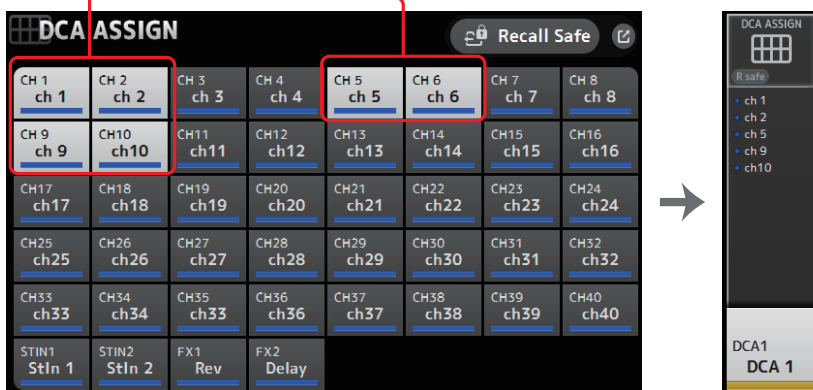 DCA ASSIGN
Recall Safe
CH 1 CH 2 CH 3 CH 4 CH 5 CH 6 CH 7 CH 8
ch 1 ch 2 ch 3 ch 4 ch 5 ch 6 ch 7 ch 8
CH 9 CH10 CH11 CH12 CH13 CH14 CH15 CH16
ch 9 ch10 ch11 ch12 ch13 ch14 ch15 ch16
CH17 CH18 CH19 CH20 CH21 CH22 CH23 CH24
ch17 ch18 ch19 ch20 ch21 ch22 ch23 ch24
CH25 CH26 CH27 CH28 CH29 CH30 CH31 CH32
ch25 ch26 ch27 ch28 ch29 ch30 ch31 ch32
CH33 CH34 CH35 CH36 CH37 CH38 CH39 CH40
ch33 ch34 ch33 ch36 ch37 ch38 ch39 ch40
STIN1 STIN2 FX1 FX2
StIn 1 StIn 2 Rev Delay
DCA ASSIGN
R safe
ch 1
ch 2
ch 5
ch 9
ch10
DCA1
DCA 1